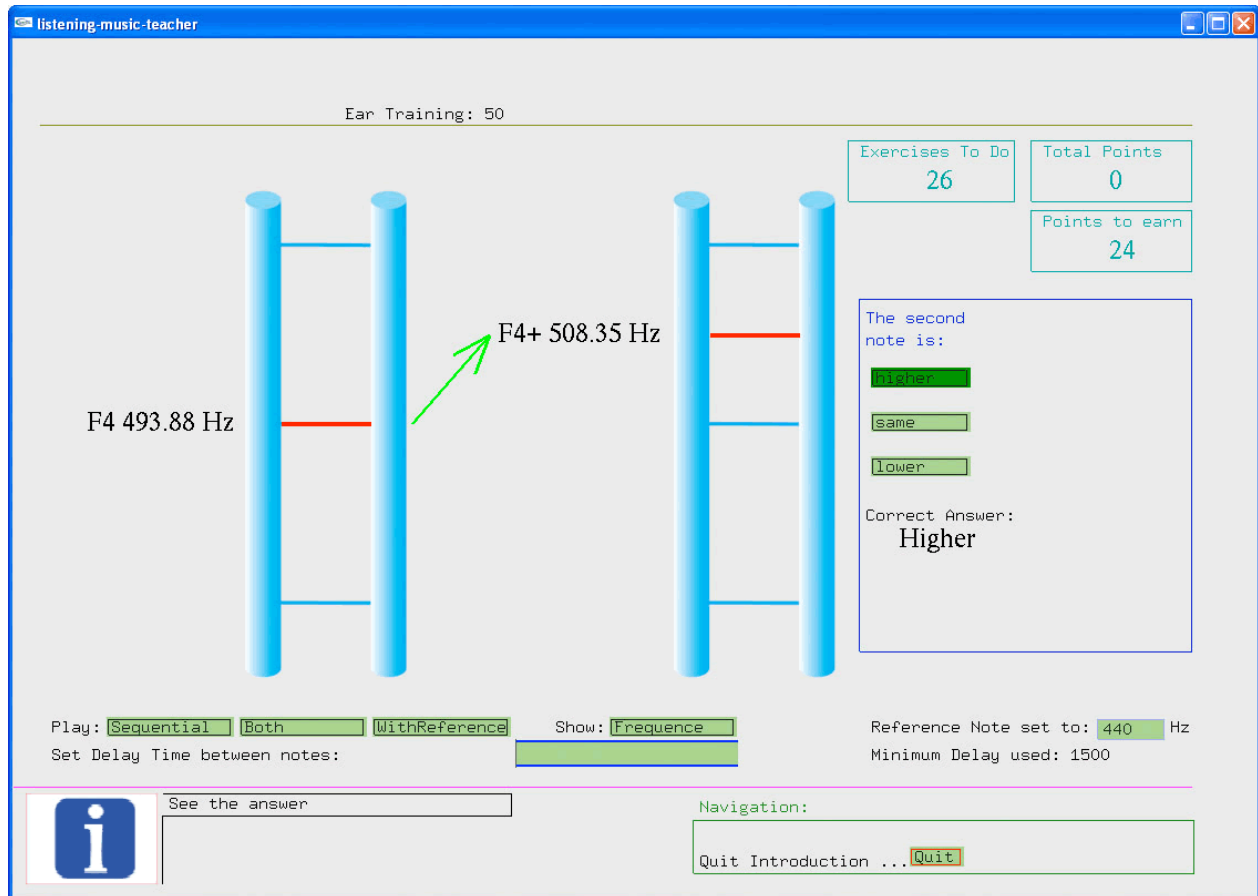 listening-music-teacher
Ear Training: 50
Exercises To Do
26
Total Points
0
Points to earn
24
F4 493.88 Hz
F4+ 508.35 Hz
The second
note is:
higher
same
lower
Correct Answer:
Higher
Play: Sequential Both WithReference Show: Frequence
Set Delay Time between notes:
Reference Note set to: 440 Hz
Minimum Delay used: 1500
i
See the answer
Navigation:
Quit Introduction ... Quit